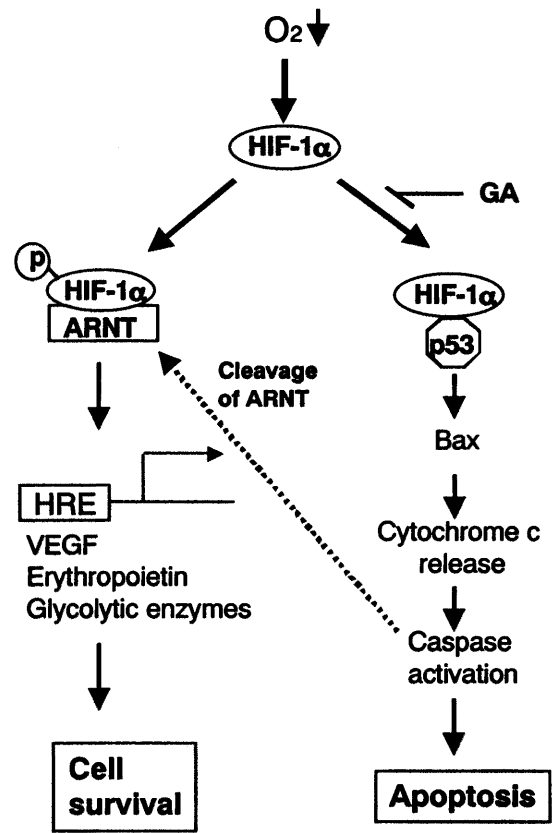 O2
HIF-1α
GA
P
HIF-1α
ARNT
HIF-1α
p53
Cleavage
of ARNT
Bax
HRE
VEGF
Erythropoietin
Glycolytic enzymes
Cytochrome c
release
Caspase
activation
Cell
survival
Apoptosis